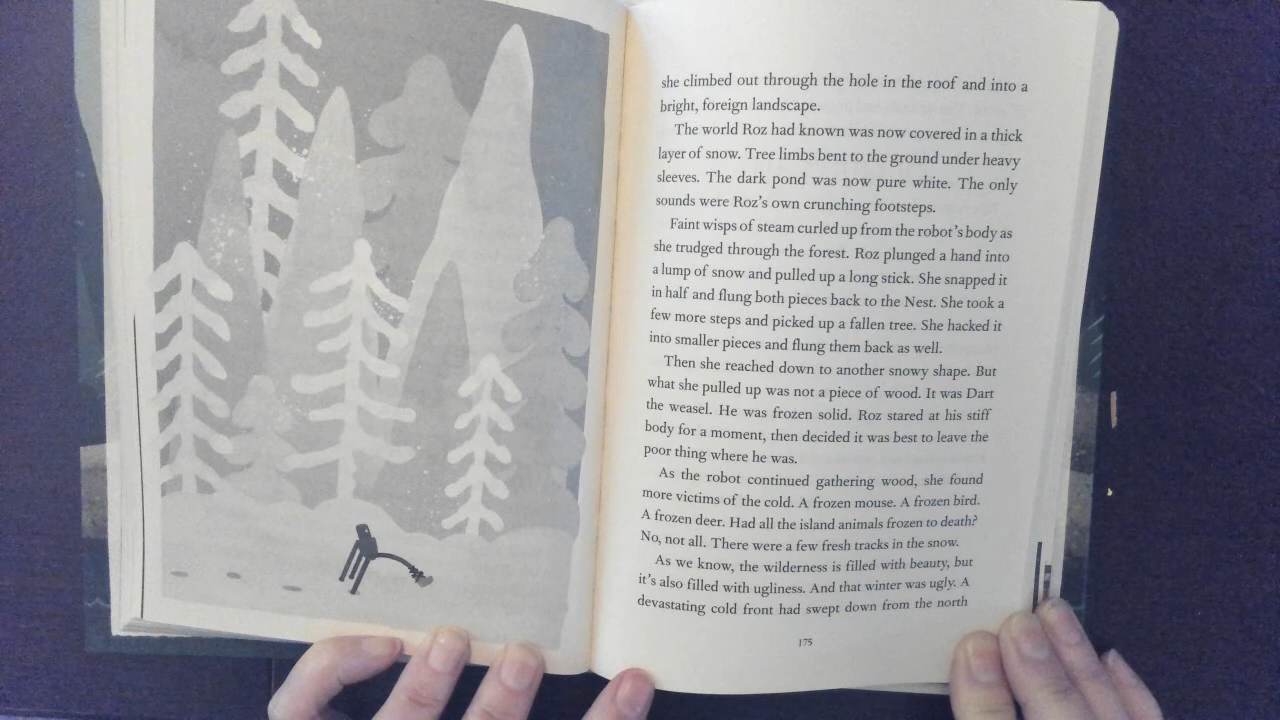 she climbed out through the hole in the roof and into a
bright, foreign landscape.
The world Roz had known was now covered in a thick
layer of snow. Tree limbs bent to the ground under heavy
sleeves. The dark pond was now pure white. The only
sounds were Roz's own crunching footsteps.
Faint wisps of steam curled up from the robot's body as
she trudged through the forest. Roz plunged a hand into
a lump of snow and pulled up a long stick. She snapped it
in half and flung both pieces back to the Nest. She took a
few more steps and picked up a fallen tree. She hacked it
into smaller pieces and flung them back as well.
Then she reached down to another snowy shape. But
what she pulled up was not a piece of wood. It was Dart
the weasel. He was frozen solid. Roz stared at his stiff
body for a moment, then decided it was best to leave the
poor thing where he was.
As the robot continued gathering wood, she found
more victims of the cold. A frozen mouse. A frozen bird.
A frozen deer. Had all the island animals frozen to death?
No, not all. There were a few fresh tracks in the snow.
As we know, the wilderness is filled with beauty, but
it's also filled with ugliness. And that winter was ugly. A
devastating cold front had swept down from the north
175